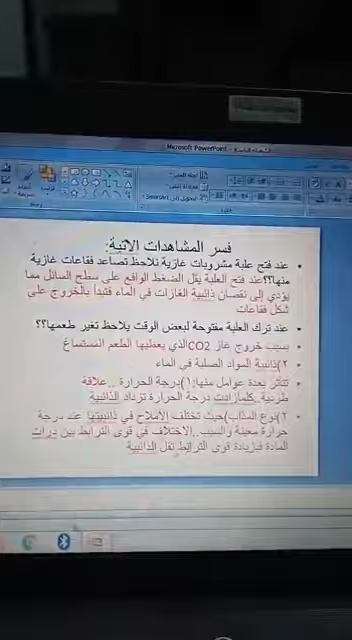 Microsoft PowerPoint
فسر المشاهدات الاتية:
عند فتح علبة مشروبات غازية نلاحظ تصاعد فقاعات غازية
منها؟؟عند فتح العلبة يقل الضغط الواقع على سطح السائل مما
يؤدي إلى نقصان ذائبية الغازات في الماء فتبدأ بالخروج على
شكل فقاعات
عند ترك العلبة مفتوحة لبعض الوقت يلاحظ تغير طعمها؟؟
بسبب خروج غاز CO2الذي يعطيها الطعم المستساغ
٢)ذائبية المواد الصلبة في الماء
تتأثر بعدة عوامل منها:١)درجة الحرارة ..علاقة
طردية ..كلمازادت درجة الحرارة تزداد الذائبية
٢)نوع المذاب)حيث تختلف الاملاح في ذائبيتها عند درجة
حرارة معينة والسبب ..الاختلاف في قوى الترابط بين ذرات
المادة فبزيادة قوى الترابط تقل الذائبية